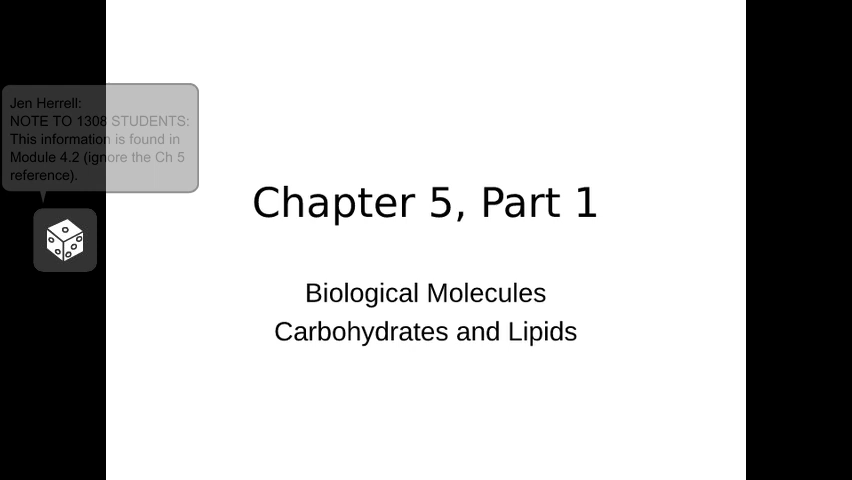 Jen Herrell:
NOTE TO 1308 STUDENTS:
This information is found in
Module 4.2 (ignore the Ch 5
reference).
Chapter 5, Part 1
Biological Molecules
Carbohydrates and Lipids